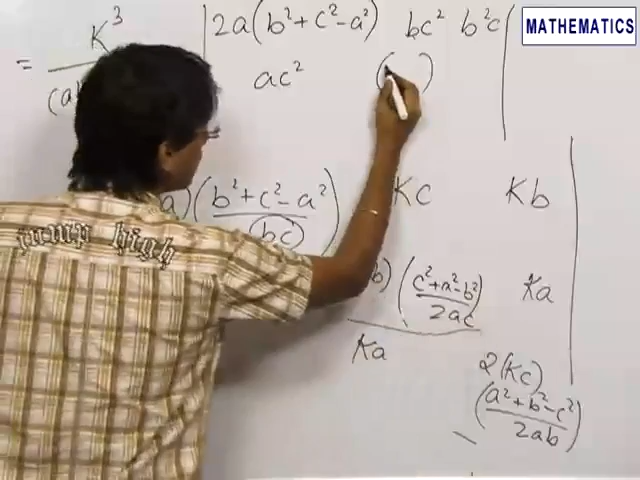 MATHEMATICS
= K³ | 2a(b²+c²-a²) bc² b²c |
(a
ac² ( )
a) (b²+c²-a²) Kc Kb
(bc)
b) (c²+a²-b²) Ka
2ac
Ka
2(Kc)
(a²+b²-c²)
2ab
jump high